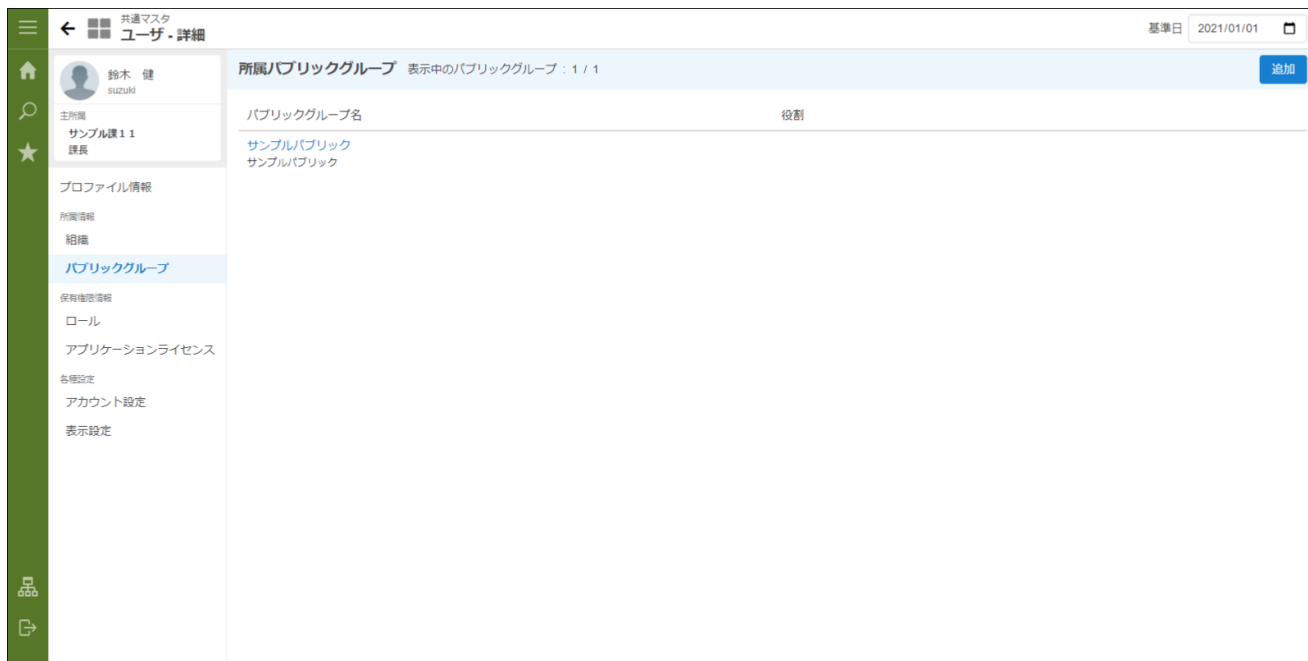 共通マスタ
ユーザ - 詳細
基準日 2021/01/01
鈴木 健
suzuki
主所属
サンプル課11
課長
プロファイル情報
所属情報
組織
パブリックグループ
保有権限情報
ロール
アプリケーションライセンス
各種設定
アカウント設定
表示設定
所属パブリックグループ 表示中のパブリックグループ : 1 / 1
追加
パブリックグループ名 役割
サンプルパブリック
サンプルパブリック